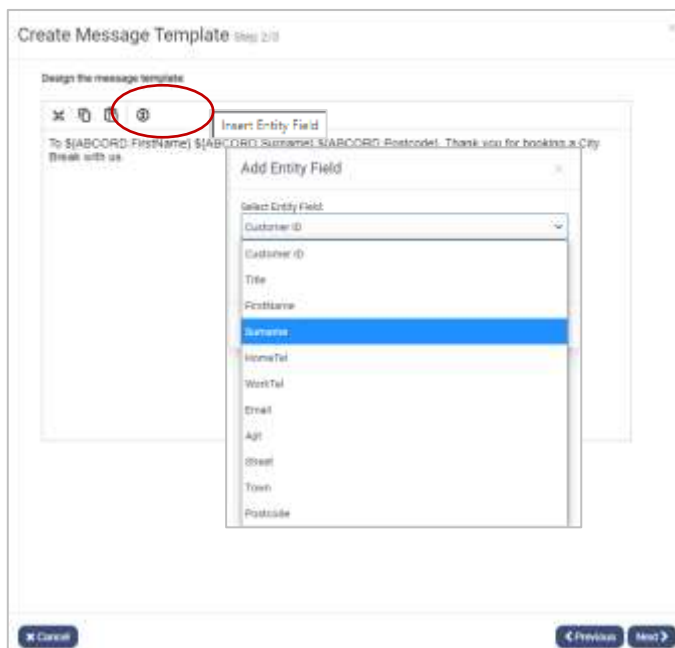 Create Message Template Step 2/3
Design the message template
Insert Entity Field
To ${ABCORD.FirstName} ${ABCORD.Surname} ${ABCORD.Postcode}. Thank you for booking a City
Break with us.
Add Entity Field
Select Entity Field:
Customer ID
Customer ID
Title
FirstName
Surname
HomeTel
WorkTel
Email
Apt
Street
Town
Postcode
Cancel
Previous
Next